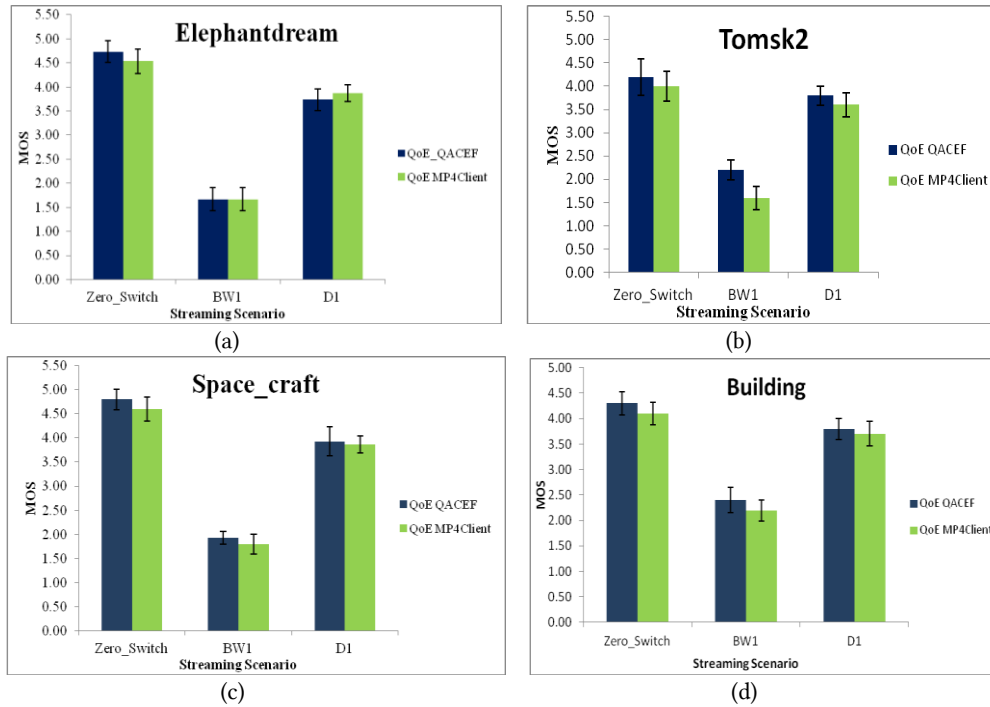 Elephantdream
5.50
5.00
4.50
4.00
3.50
3.00
2.50
2.00
1.50
1.00
0.50
0.00
MOS
Zero_Switch BW1 D1
Streaming Scenario
QoE_QACEF
QoE MP4Client
(a)
Tomsk2
5.50
5.00
4.50
4.00
3.50
3.00
2.50
2.00
1.50
1.00
0.50
0.00
MOS
Zero_Switch BW1 D1
Streaming Scenario
QoE QACEF
QoE MP4Client
(b)
Space_craft
5.50
5.00
4.50
4.00
3.50
3.00
2.50
2.00
1.50
1.00
0.50
0.00
MOS
Zero_Switch BW1 D1
Streaming Scenario
QoE QACEF
QoE MP4Client
(c)
Building
5.00
4.50
4.00
3.50
3.00
2.50
2.00
1.50
1.00
0.50
0.00
MOS
Zero_Switch BW1 D1
Streaming Scenario
QoE QACEF
QoE MP4Client
(d)